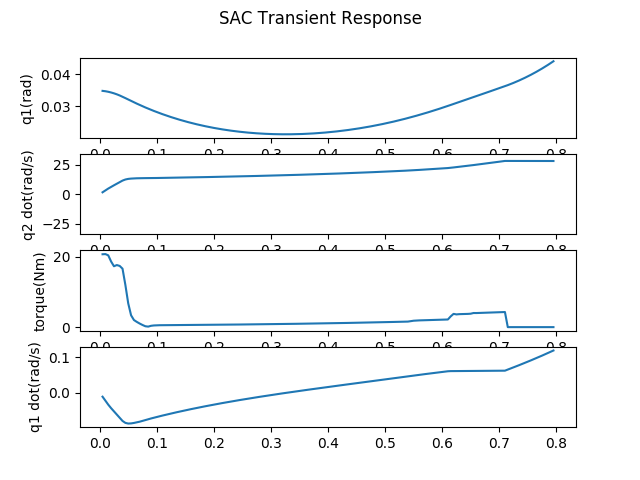 SAC Transient Response
q1(rad)
0.04
0.03
0.0 0.1 0.2 0.3 0.4 0.5 0.6 0.7 0.8
q2 dot(rad/s)
25
0
−25
0.0 0.1 0.2 0.3 0.4 0.5 0.6 0.7 0.8
torque(Nm)
20
0
0.0 0.1 0.2 0.3 0.4 0.5 0.6 0.7 0.8
q1 dot(rad/s)
0.1
0.0
0.0 0.1 0.2 0.3 0.4 0.5 0.6 0.7 0.8